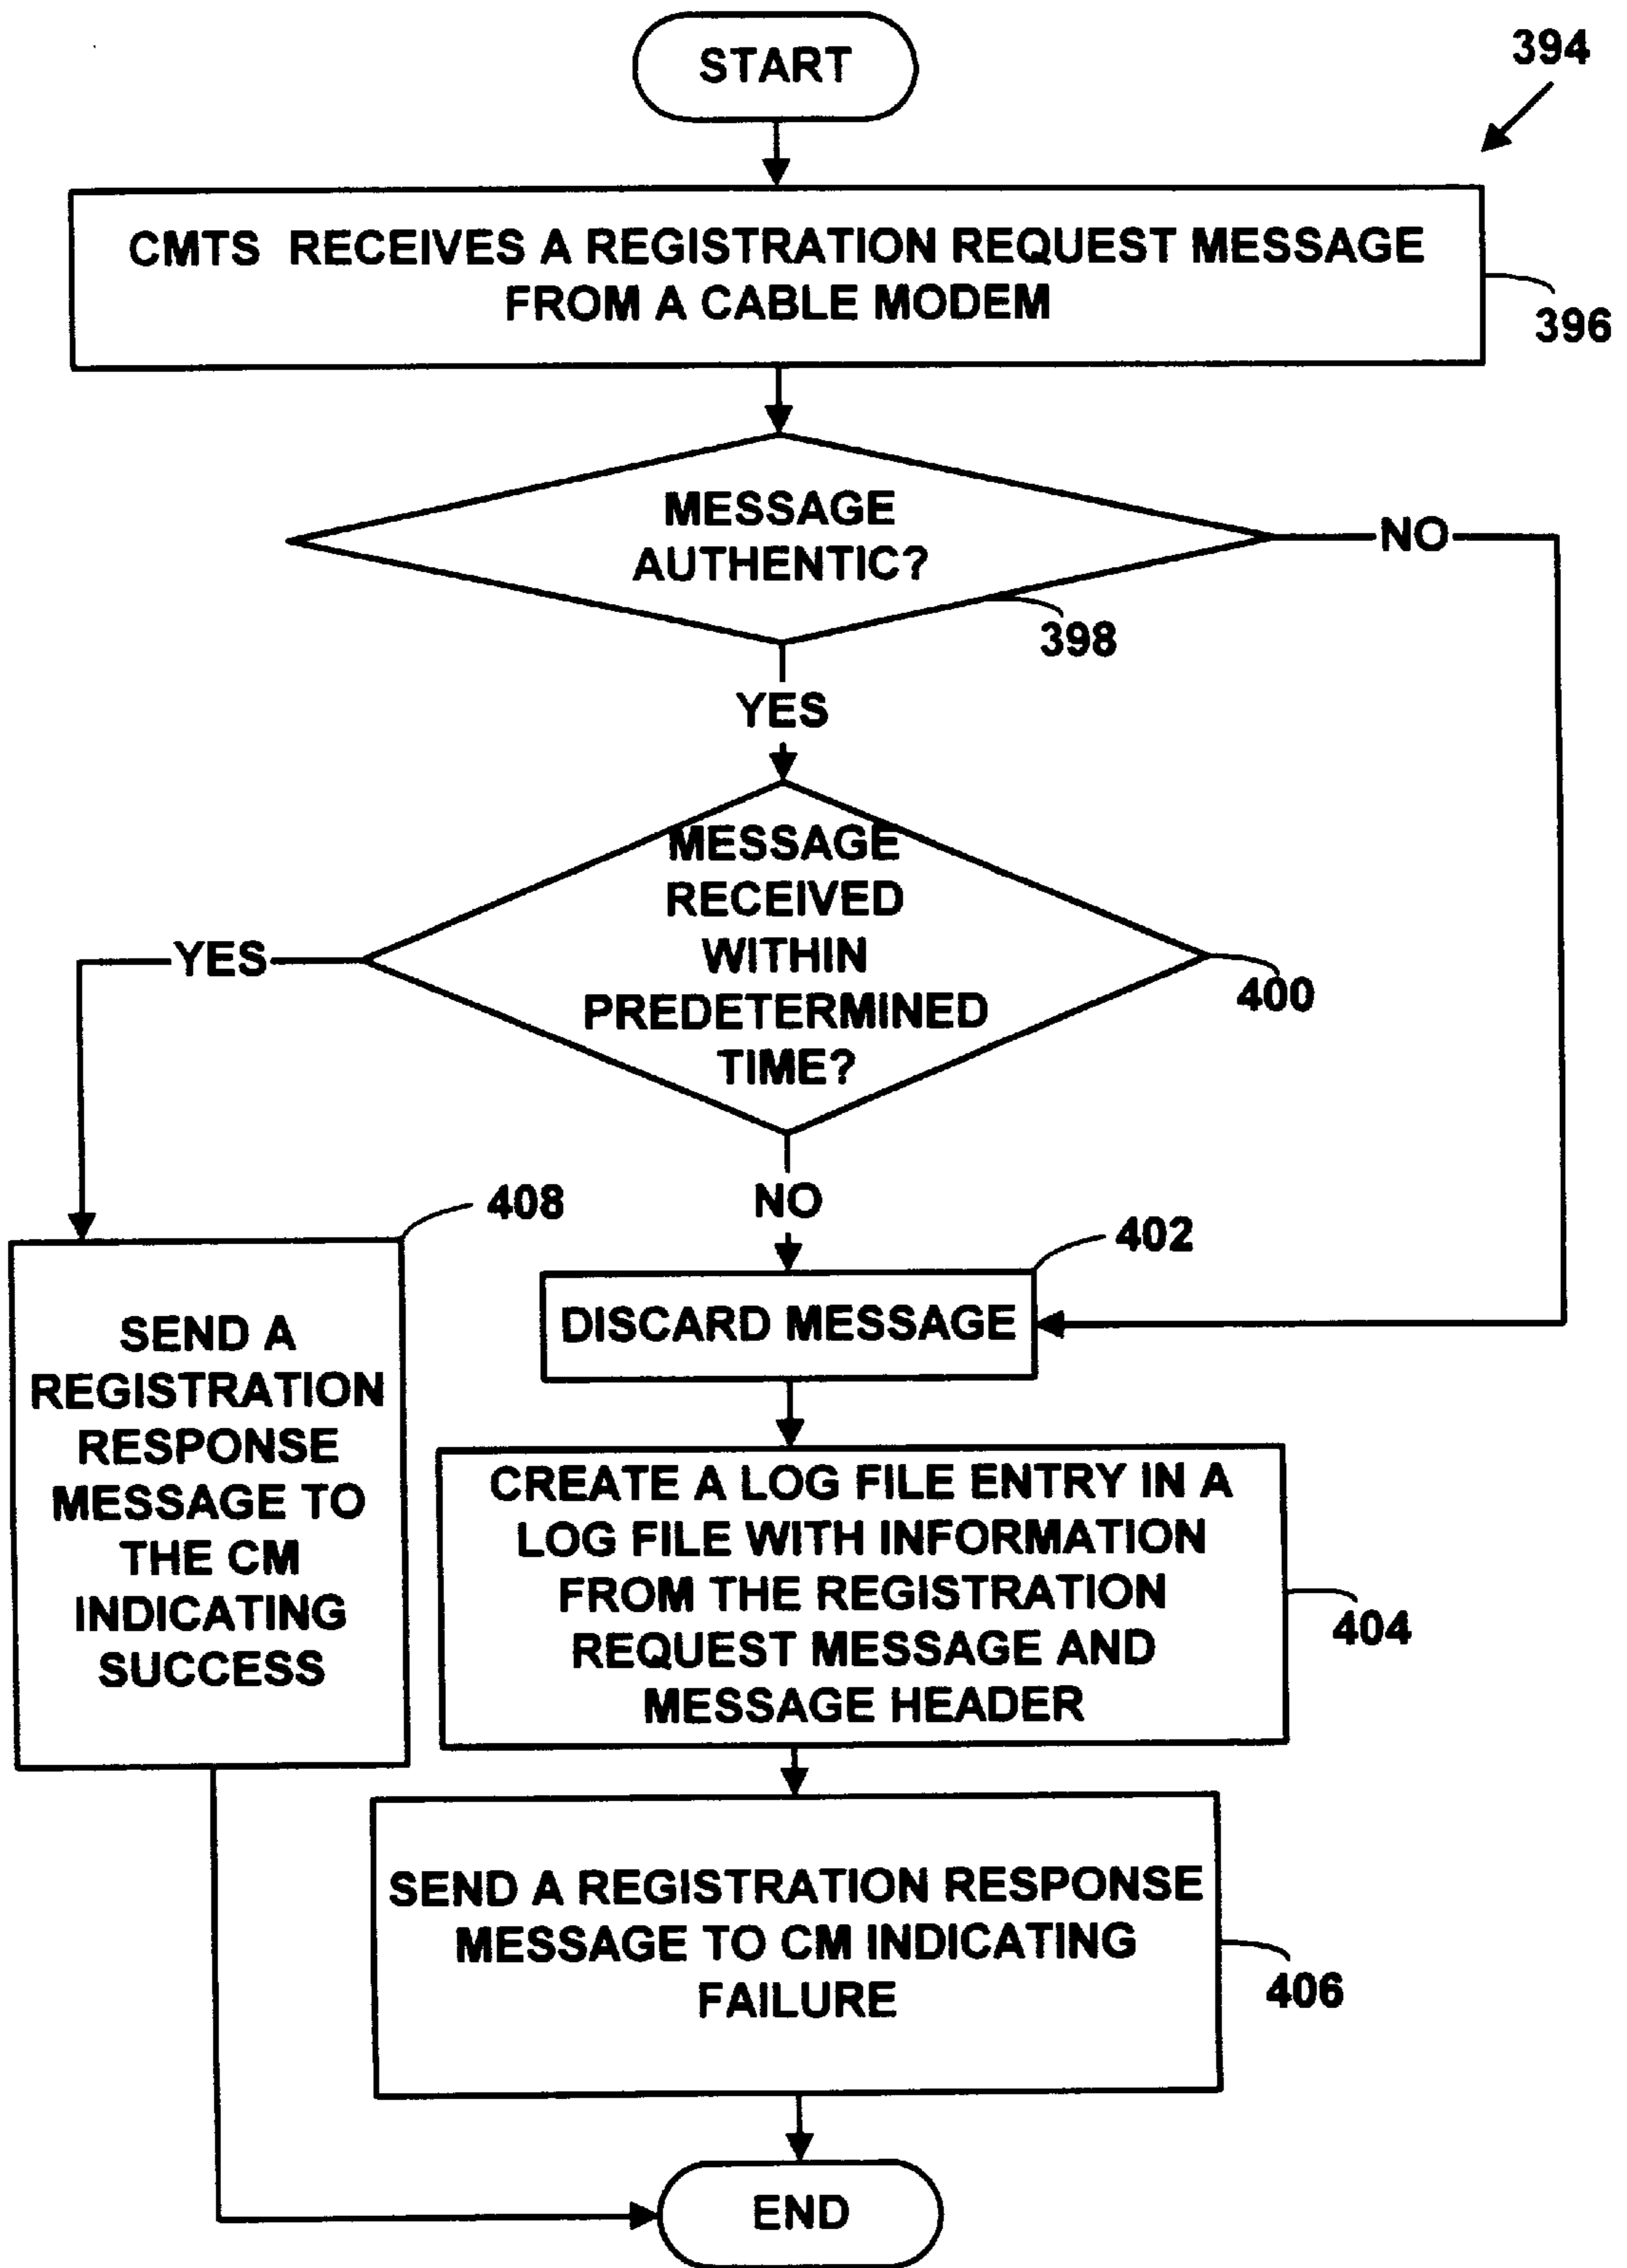 START
394
CMTS RECEIVES A REGISTRATION REQUEST MESSAGE
FROM A CABLE MODEM
396
MESSAGE
AUTHENTIC?
NO
398
YES
MESSAGE
RECEIVED
WITHIN
PREDETERMINED
TIME?
YES
400
NO
408
402
SEND A
REGISTRATION
RESPONSE
MESSAGE TO
THE CM
INDICATING
SUCCESS
DISCARD MESSAGE
CREATE A LOG FILE ENTRY IN A
LOG FILE WITH INFORMATION
FROM THE REGISTRATION
REQUEST MESSAGE AND
MESSAGE HEADER
404
SEND A REGISTRATION RESPONSE
MESSAGE TO CM INDICATING
FAILURE
406
END